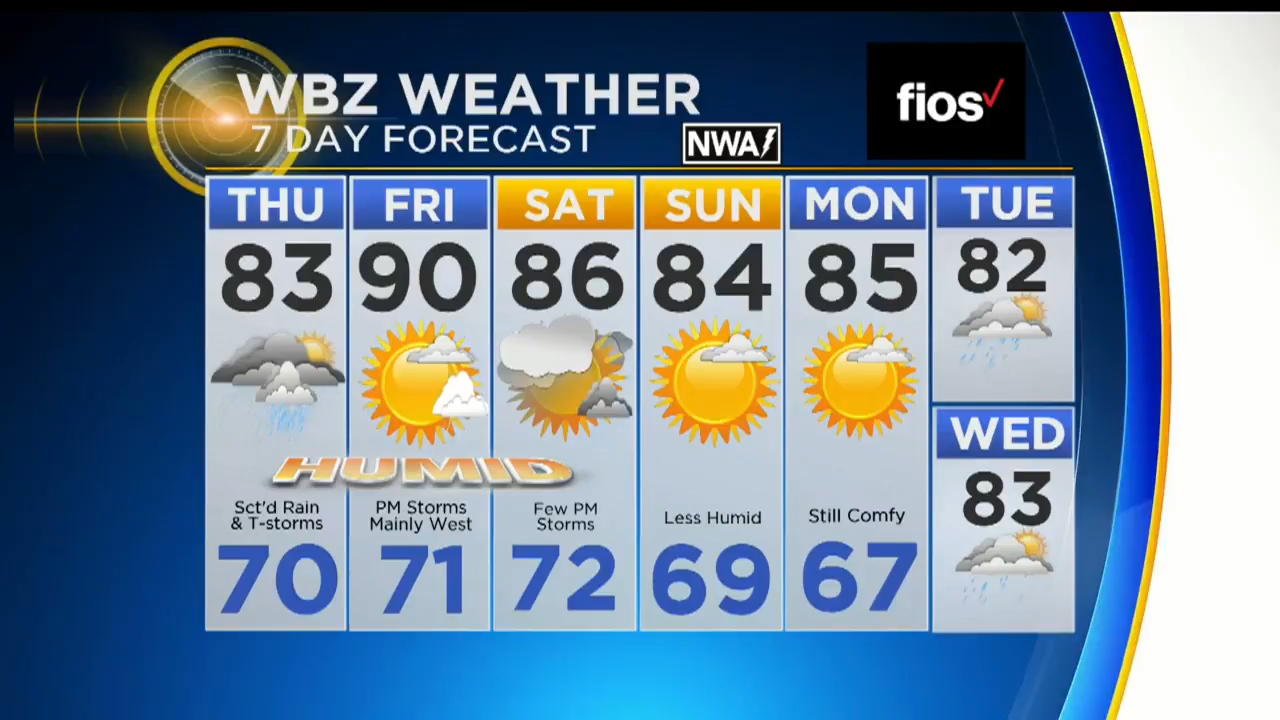 WBZ WEATHER
7 DAY FORECAST
NWA
fios
THU
83
Sct'd Rain
& T-storms
70
FRI
90
PM Storms
Mainly West
71
SAT
86
Few PM
Storms
72
HUMID
SUN
84
Less Humid
69
MON
85
Still Comfy
67
TUE
82
WED
83